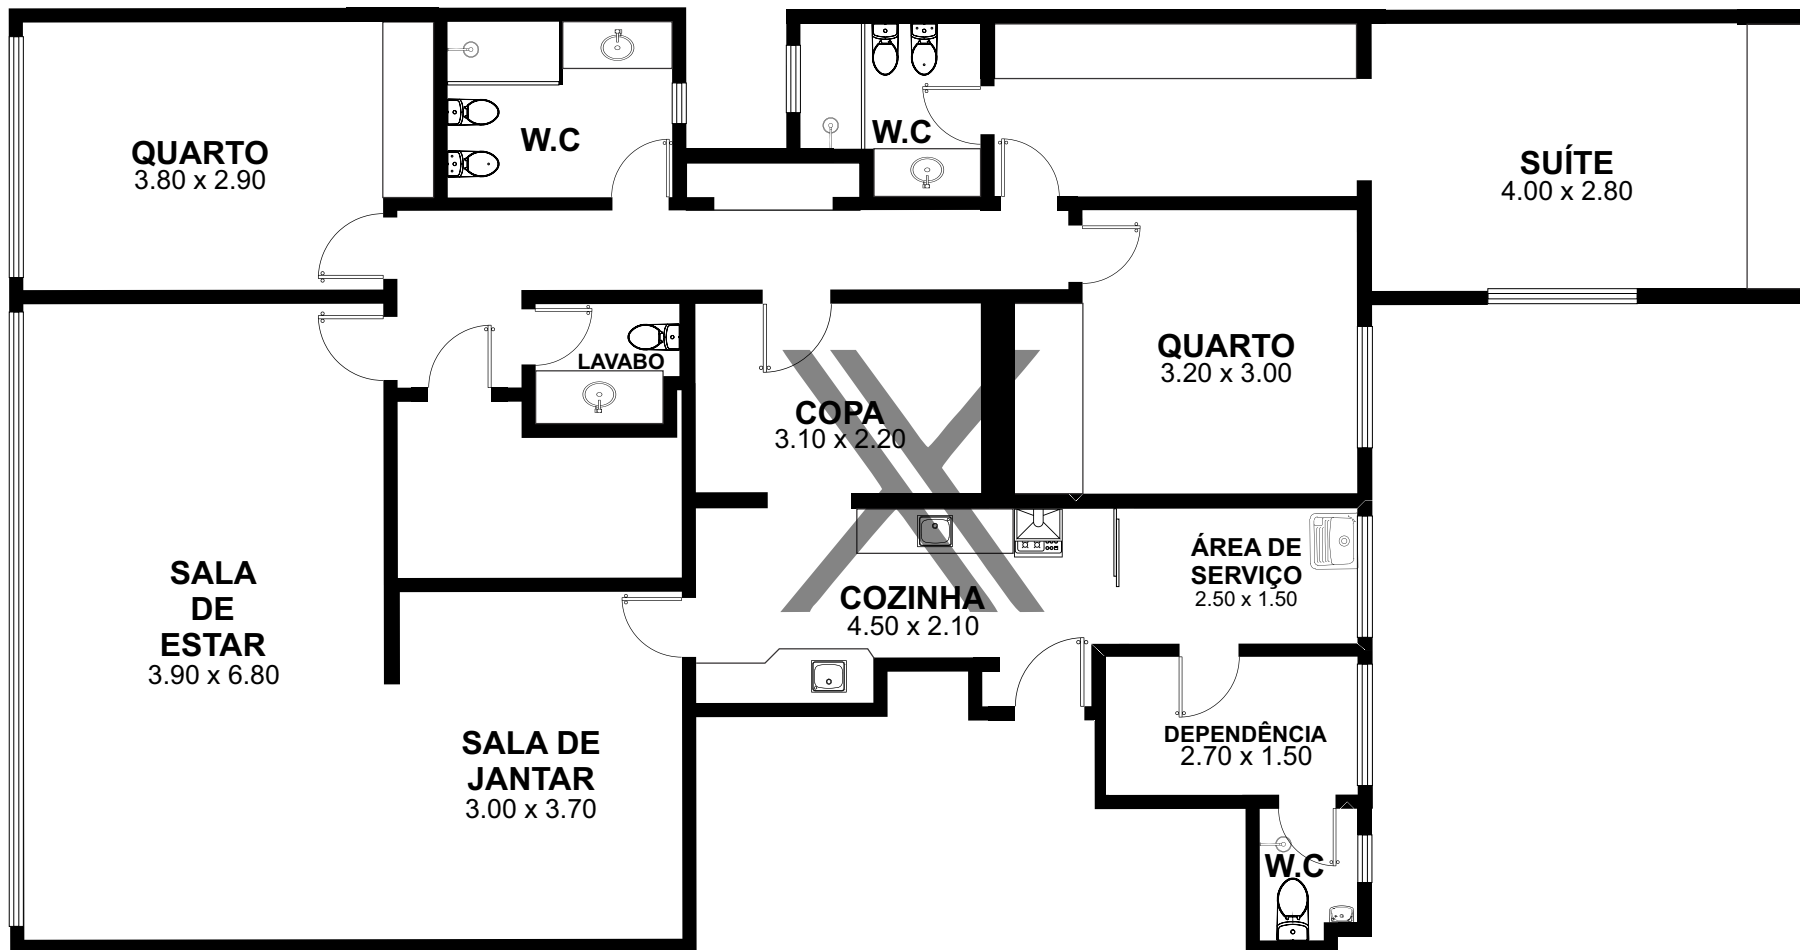 QUARTO
3.80 x 2.90
W.C
W.C
SUÍTE
4.00 x 2.80
QUARTO
3.20 x 3.00
LAVABO
COPA
3.10 x 2.20
SALA
DE
ESTAR
3.90 x 6.80
COZINHA
4.50 x 2.10
ÁREA DE
SERVIÇO
2.50 x 1.50
SALA DE
JANTAR
3.00 x 3.70
DEPENDÊNCIA
2.70 x 1.50
W.C